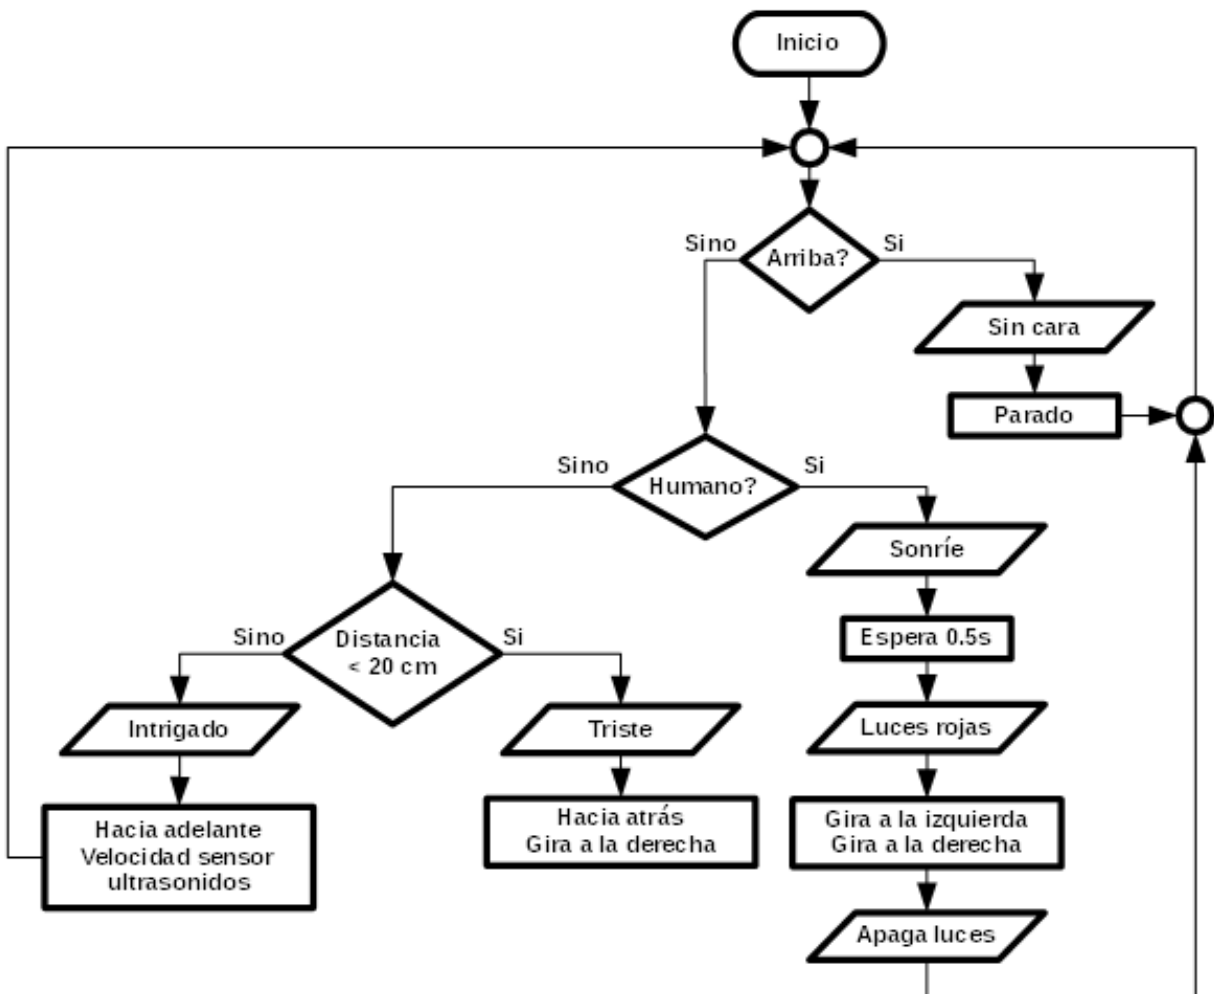 Inicio
Sino
Si
Arriba?
Sin cara
Parado
Sino
Si
Humano?
Sonríe
Espera 0.5s
Sino
Si
Distancia
< 20 cm
Intrigado
Triste
Luces rojas
Hacia adelante
Velocidad sensor
ultrasonidos
Hacia atrás
Gira a la derecha
Gira a la izquierda
Gira a la derecha
Apaga luces